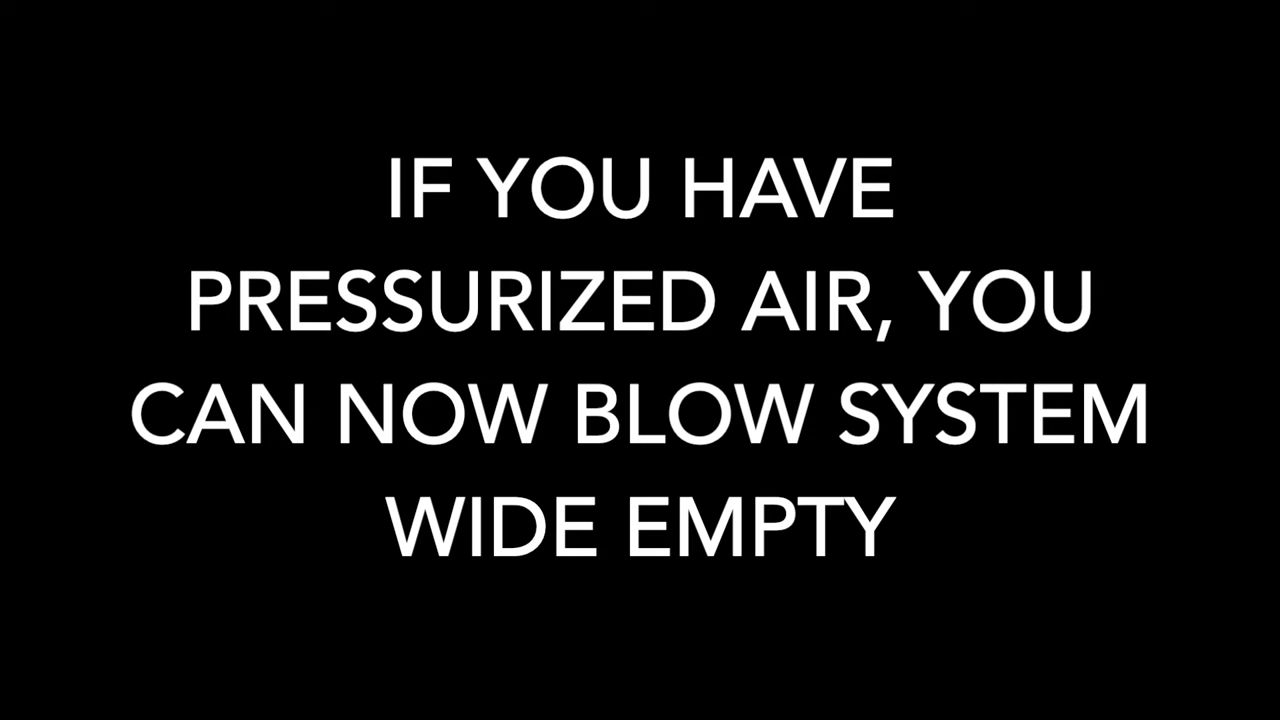 IF YOU HAVE
PRESSURIZED AIR, YOU
CAN NOW BLOW SYSTEM
WIDE EMPTY